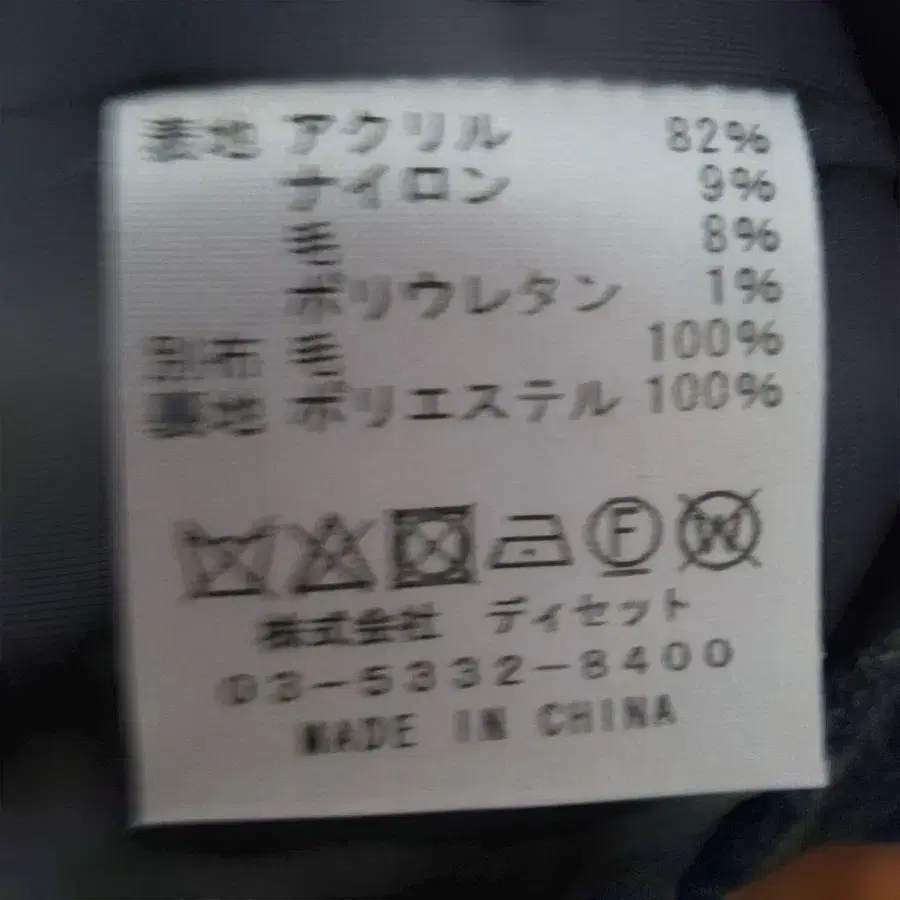 表地 アクリル 82%
ナイロン 9%
毛 8%
ポリウレタン 1%
別布 毛 100%
裏地 ポリエステル 100%
F W
株式会社 ディセット
03-5332-8400
MADE IN CHINA